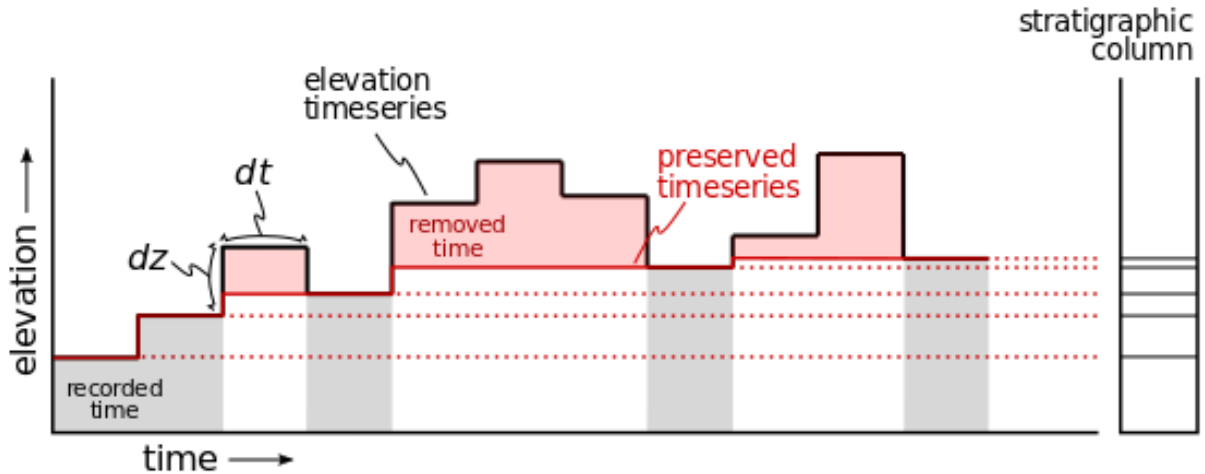 stratigraphic
column
elevation
timeseries
preserved
timeseries
dt
removed
time
dz
elevation
recorded
time
time